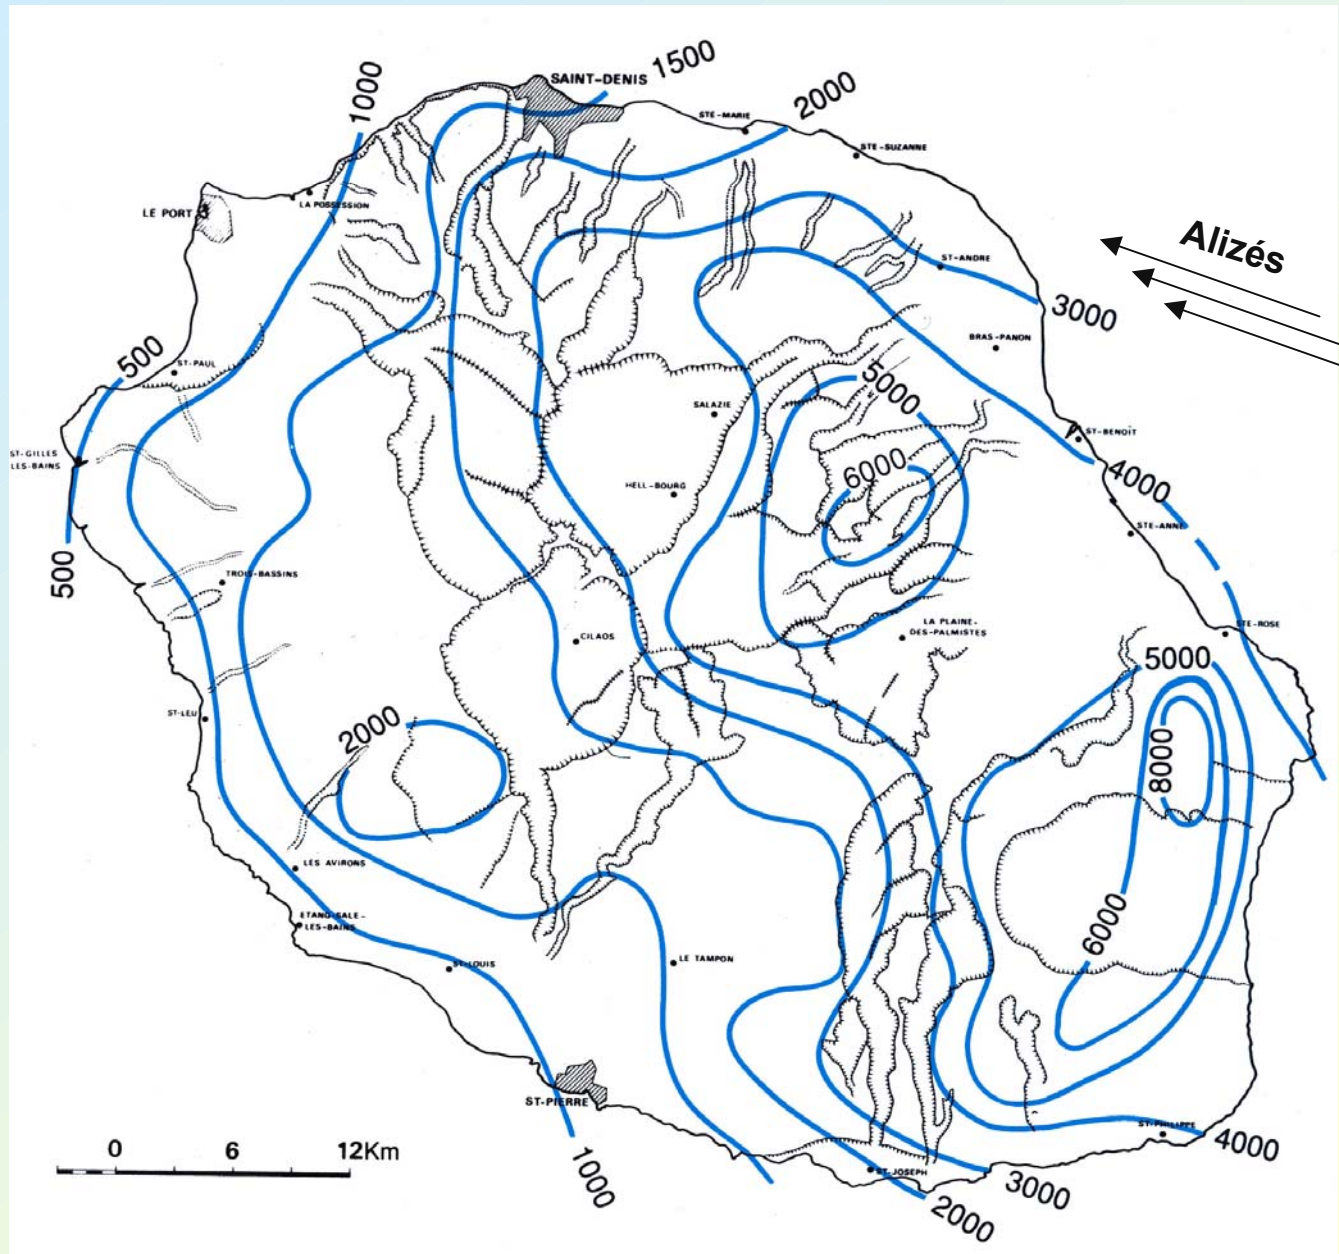 1000
SAINT-DENIS
1500
2000
STE-MARIE
STE-SUZANNE
LE PORT
LA POSSESSION
Alizés
ST-ANDRE
3000
BRAS-PANON
500
ST-PAUL
5000
SALAZIE
ST-BENOÎT
ST-GILLES
LES-BAINS
6000
HELL-BOURG
4000
STE-ANNE
500
TROIS-BASSINS
CILAOS
LA PLAINE-
DES-PALMISTES
STE-ROSE
5000
ST-LEU
2000
8000
LES AVIRONS
6000
ETANG-SALE-
LES-BAINS
ST-LOUIS
LE TAMPON
ST-PIERRE
ST-PHILIPPE
4000
0 6 12Km
1000
ST-JOSEPH
3000
2000